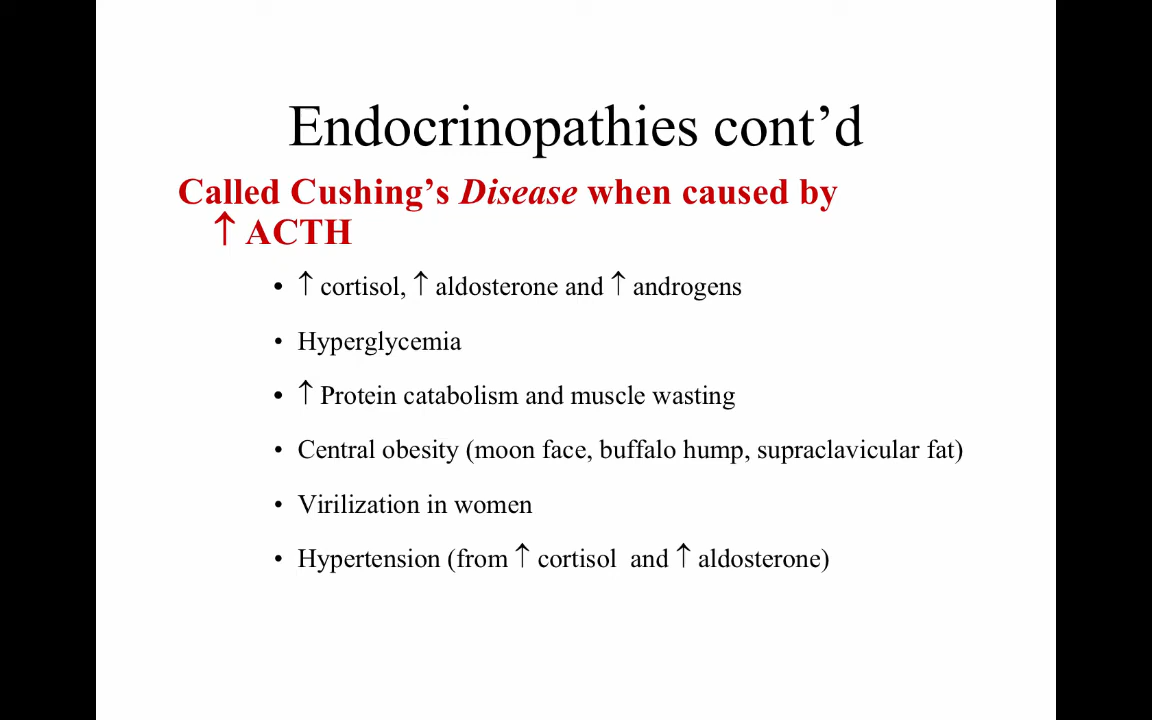 Endocrinopathies cont’d
Called Cushing’s Disease when caused by
↑ ACTH
• ↑ cortisol, ↑ aldosterone and ↑ androgens
• Hyperglycemia
• ↑ Protein catabolism and muscle wasting
• Central obesity (moon face, buffalo hump, supraclavicular fat)
• Virilization in women
• Hypertension (from ↑ cortisol and ↑ aldosterone)